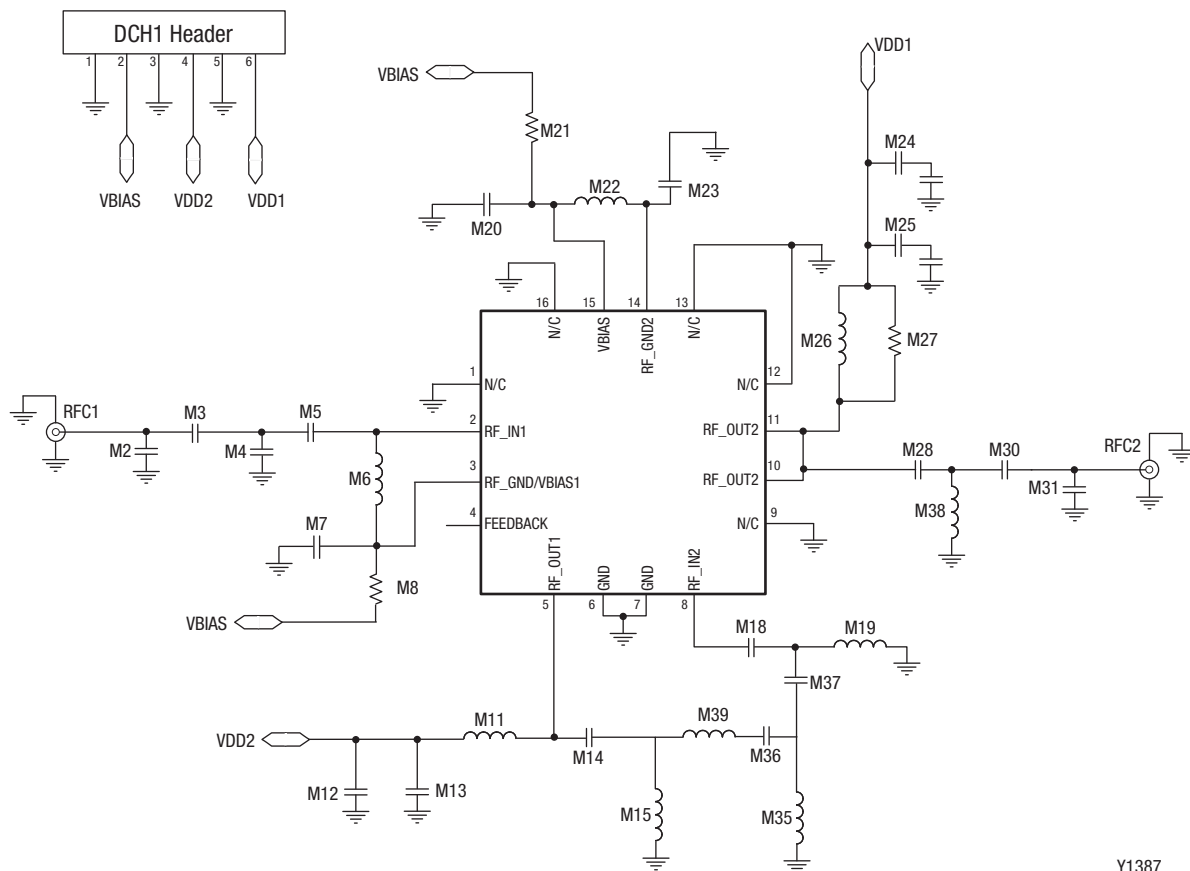 DCH1 Header
1 2 3 4 5 6
VBIAS VDD2 VDD1
VBIAS
M21
M22
M23
M20
VDD1
M24
M25
M26
M27
16 15 14 13
N/C VBIAS RF_GND2 N/C
1 N/C
2 RF_IN1
3 RF_GND/VBIAS1
4 FEEDBACK
12 N/C
11 RF_OUT2
10 RF_OUT2
9 N/C
RF_OUT1 GND GND RF_IN2
5 6 7 8
RFC1
M2
M3
M4
M5
M6
M7
M8
VBIAS
M28
M30
M38
M31
RFC2
M18
M19
M37
VDD2
M11
M12
M13
M14
M39
M36
M15
M35
Y1387